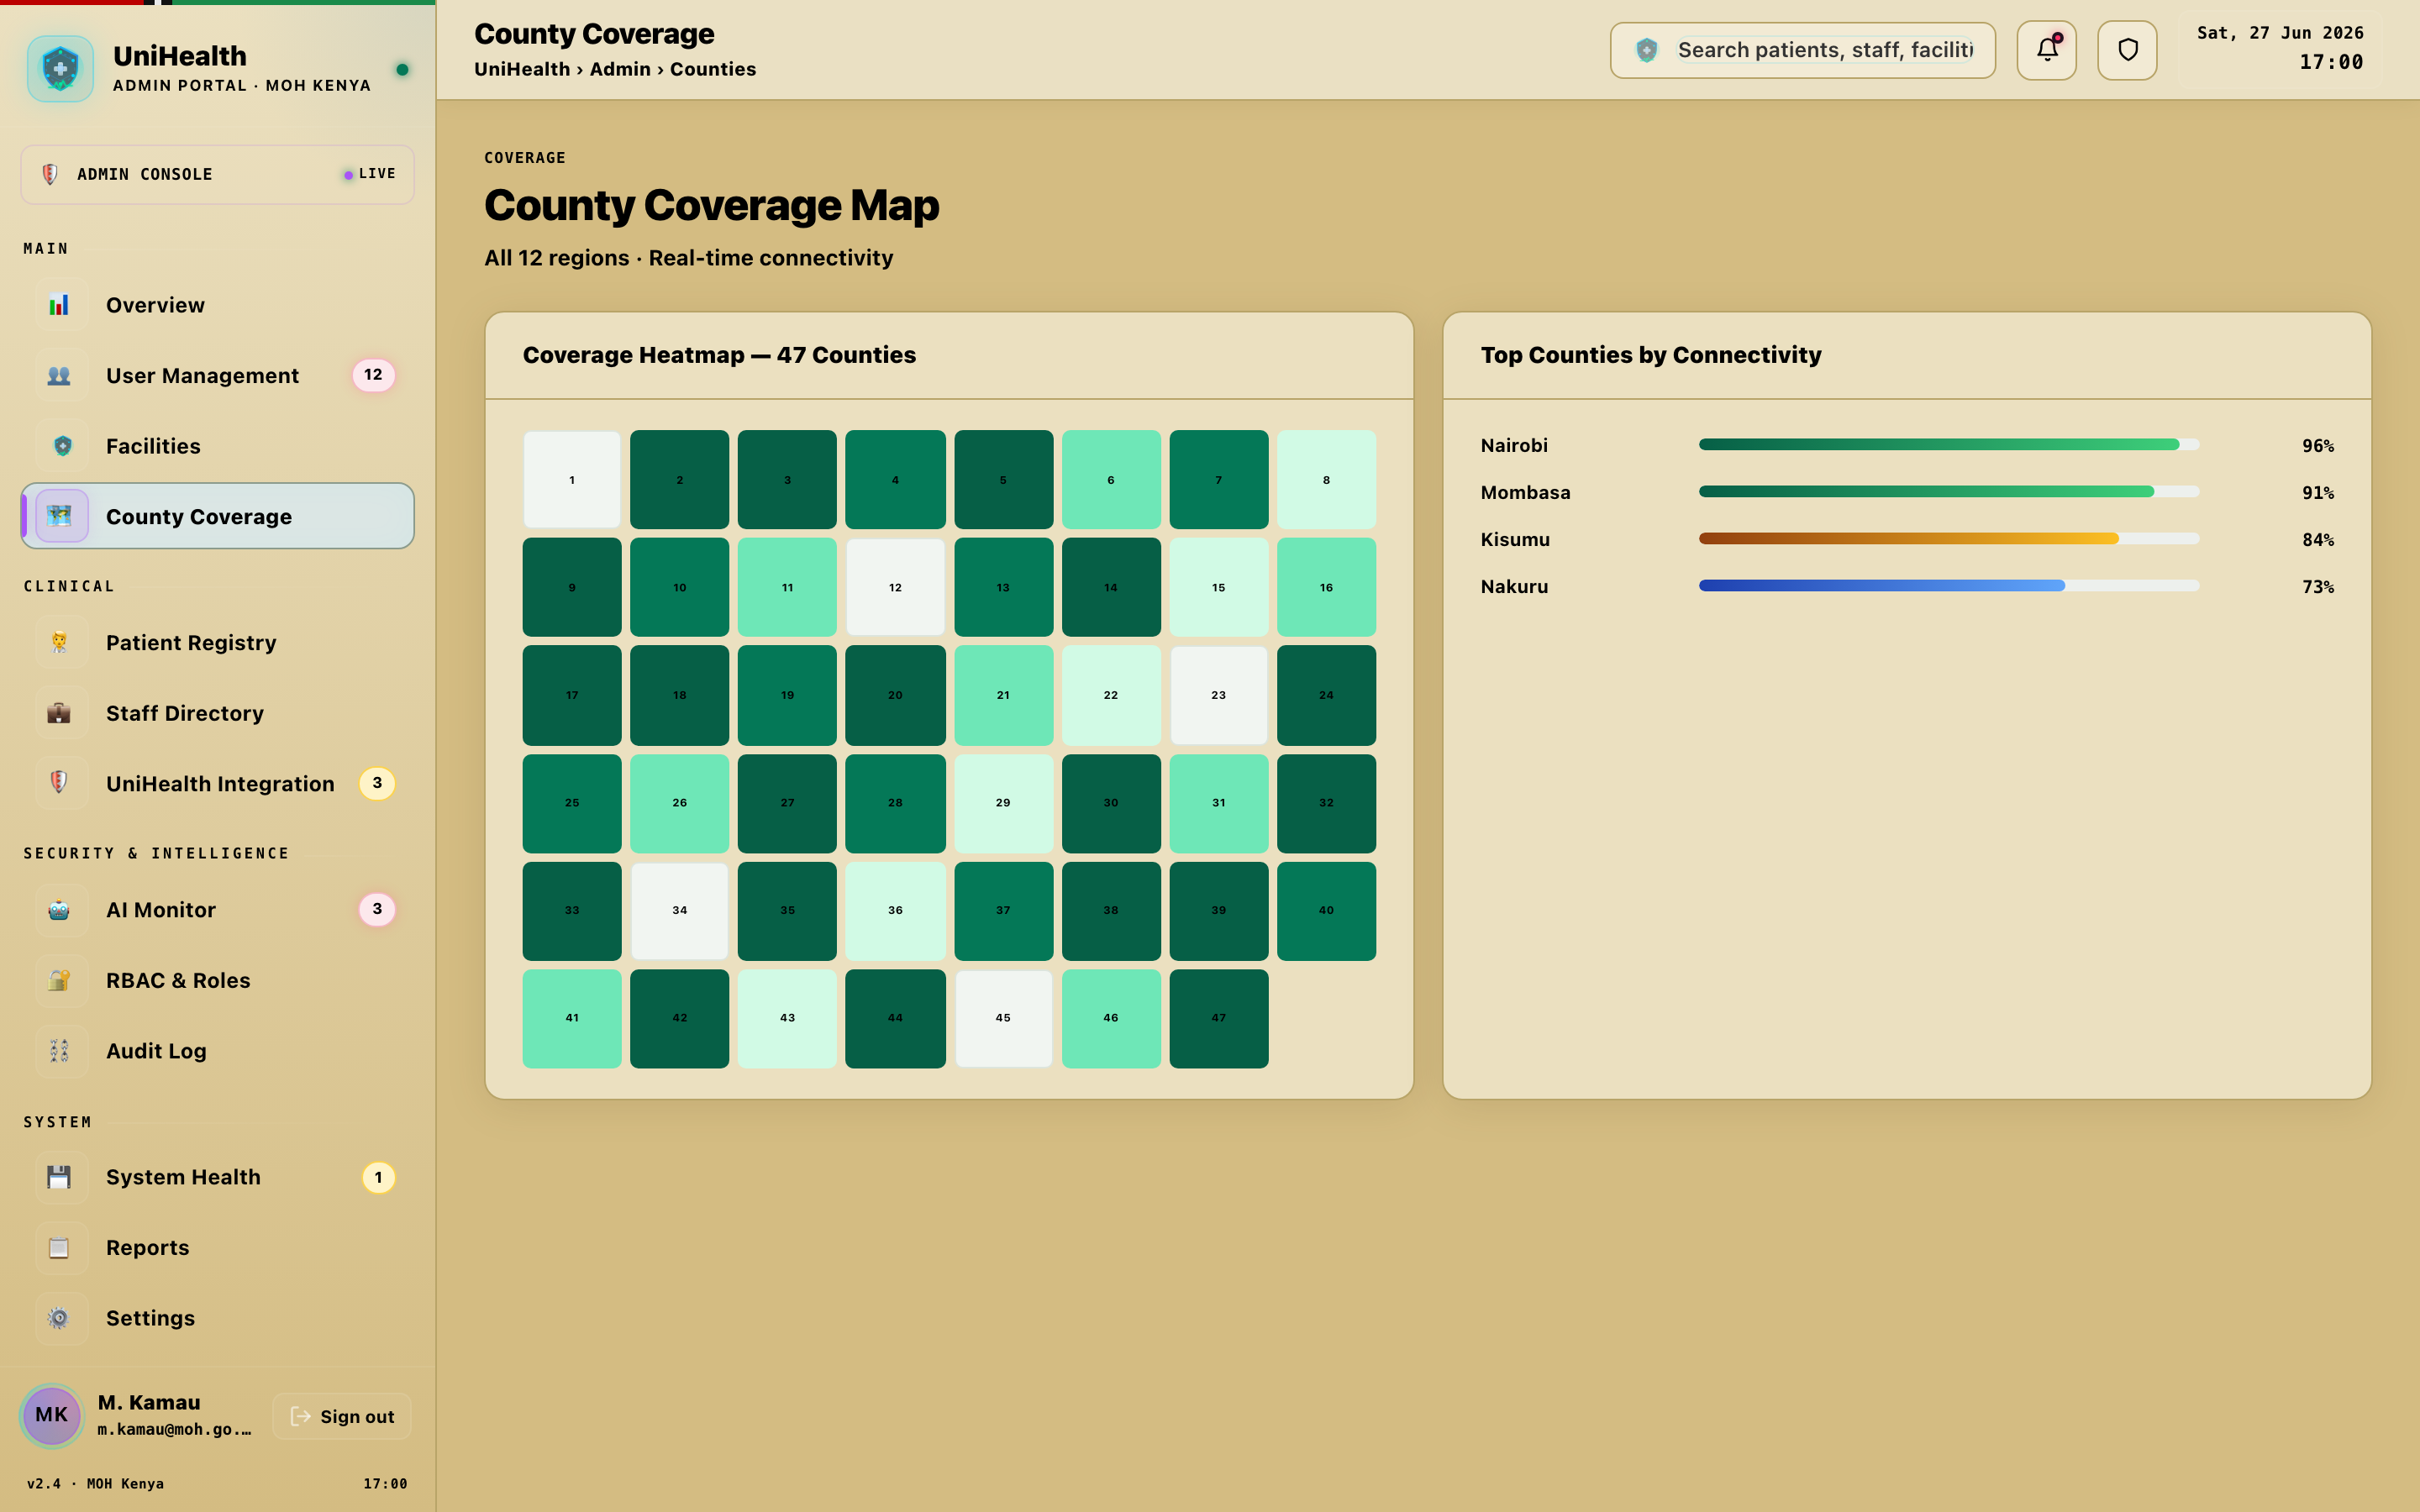 UniHealth
ADMIN PORTAL · MOH KENYA
ADMIN CONSOLE
LIVE
MAIN
Overview
User Management
12
Facilities
County Coverage
CLINICAL
Patient Registry
Staff Directory
UniHealth Integration
3
SECURITY & INTELLIGENCE
AI Monitor
3
RBAC & Roles
Audit Log
SYSTEM
System Health
1
Reports
Settings
MK
M. Kamau
m.kamau@moh.go.…
Sign out
v2.4 · MOH Kenya
17:00
County Coverage
UniHealth › Admin › Counties
Search patients, staff, faciliti
Sat, 27 Jun 2026
17:00
COVERAGE
County Coverage Map
All 12 regions · Real-time connectivity
Coverage Heatmap — 47 Counties
1 2 3 4 5 6 7 8
9 10 11 12 13 14 15 16
17 18 19 20 21 22 23 24
25 26 27 28 29 30 31 32
33 34 35 36 37 38 39 40
41 42 43 44 45 46 47
Top Counties by Connectivity
Nairobi 96%
Mombasa 91%
Kisumu 84%
Nakuru 73%